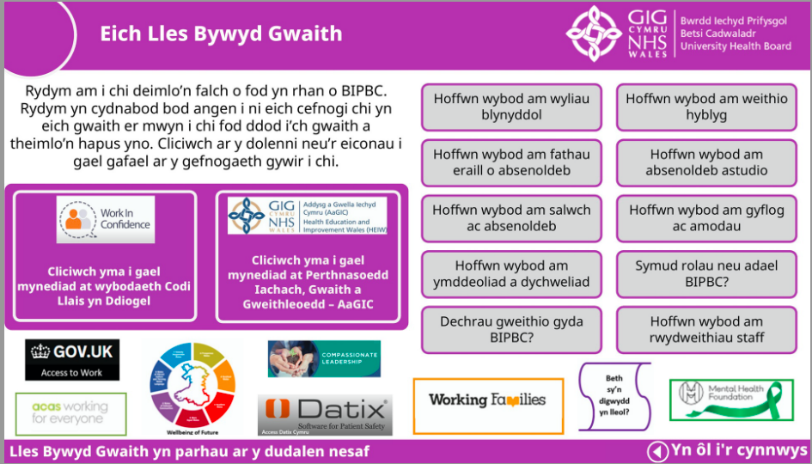 Eich Lles Bywyd Gwaith
GIG
CYMRU
NHS
WALES
Bwrdd Iechyd Prifysgol
Betsi Cadwaladr
University Health Board
Rydym am i chi deimlo’n falch o fod yn rhan o BIPBC.
Rydym yn cydnabod bod angen i ni eich cefnogi chi yn
eich gwaith er mwyn i chi fod ddod i’ch gwaith a
theimlo’n hapus yno. Cliciwch ar y dolenni neu’r eiconau i
gael gafael ar y gefnogaeth gywir i chi.
Work In
Confidence
Cliciwch yma i gael
mynediad at wybodaeth Codi
Llais yn Ddiogel
GIG
CYMRU
NHS
WALES
Addysg a Gwella Iechyd
Cymru (AaGIC)
Health Education and
Improvement Wales (HEIW)
Cliciwch yma i gael
mynediad at Perthnasoedd
Iachach, Gwaith a
Gweithleoedd – AaGIC
Hoffwn wybod am wyliau
blynyddol
Hoffwn wybod am weithio
hyblyg
Hoffwn wybod am fathau
eraill o absenoldeb
Hoffwn wybod am
absenoldeb astudio
Hoffwn wybod am salwch
ac absenoldeb
Hoffwn wybod am gyflog
ac amodau
Hoffwn wybod am
ymddeoliad a dychweliad
Symud rolau neu adael
BIPBC?
Dechrau gweithio gyda
BIPBC?
Hoffwn wybod am
rwydweithiau staff
GOV.UK
Access to Work
acas working
for everyone
Wellbeing of Future
COMPASSIONATE
LEADERSHIP
Datix
Software for Patient Safety
Access Datix Cymru
Working Families
Beth
sy’n
digwydd
yn lleol?
Mental Health
Foundation
Lles Bywyd Gwaith yn parhau ar y dudalen nesaf
Yn ôl i'r cynnwys